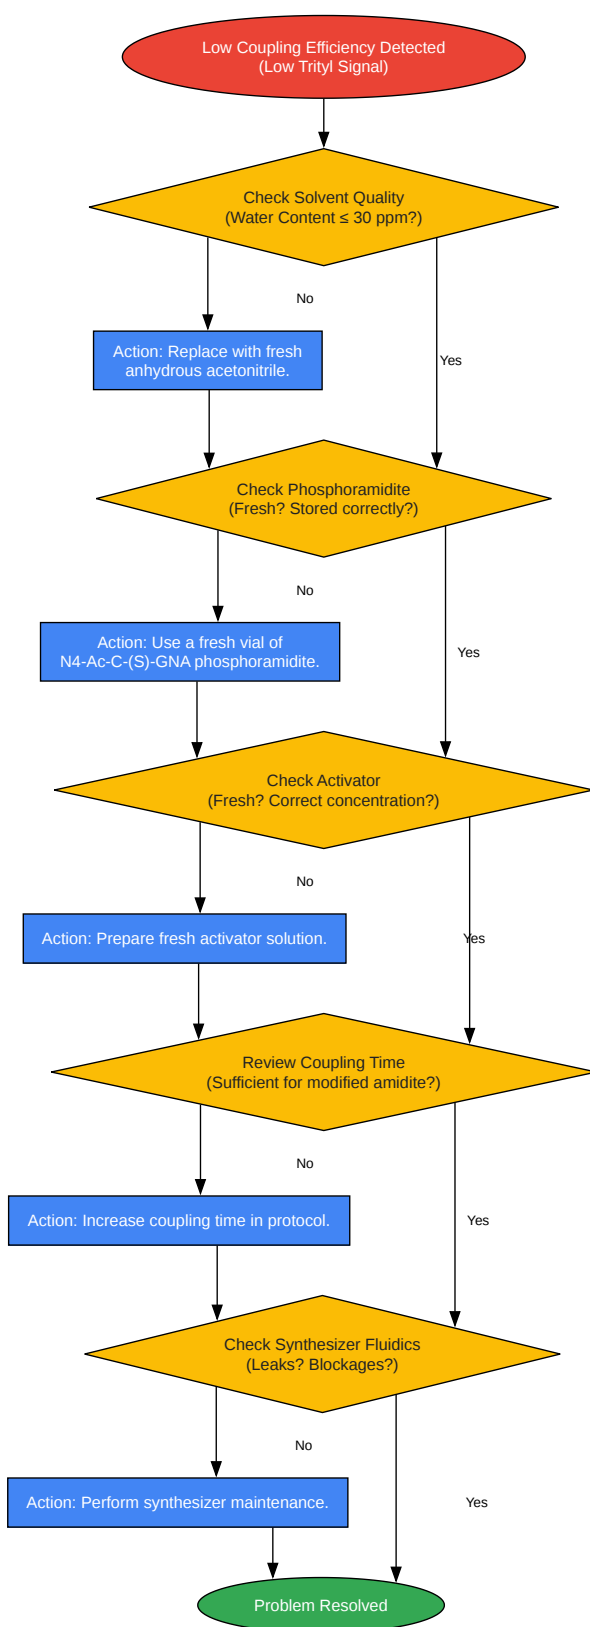 Low Coupling Efficiency Detected
(Low Trityl Signal)
Check Solvent Quality
(Water Content ≤ 30 ppm?)
No
Yes
Action: Replace with fresh
anhydrous acetonitrile.
Check Phosphoramidite
(Fresh? Stored correctly?)
No
Yes
Action: Use a fresh vial of
N4-Ac-C-(S)-GNA phosphoramidite.
Check Activator
(Fresh? Correct concentration?)
No
Yes
Action: Prepare fresh activator solution.
Review Coupling Time
(Sufficient for modified amidite?)
No
Yes
Action: Increase coupling time in protocol.
Check Synthesizer Fluidics
(Leaks? Blockages?)
No
Yes
Action: Perform synthesizer maintenance.
Problem Resolved